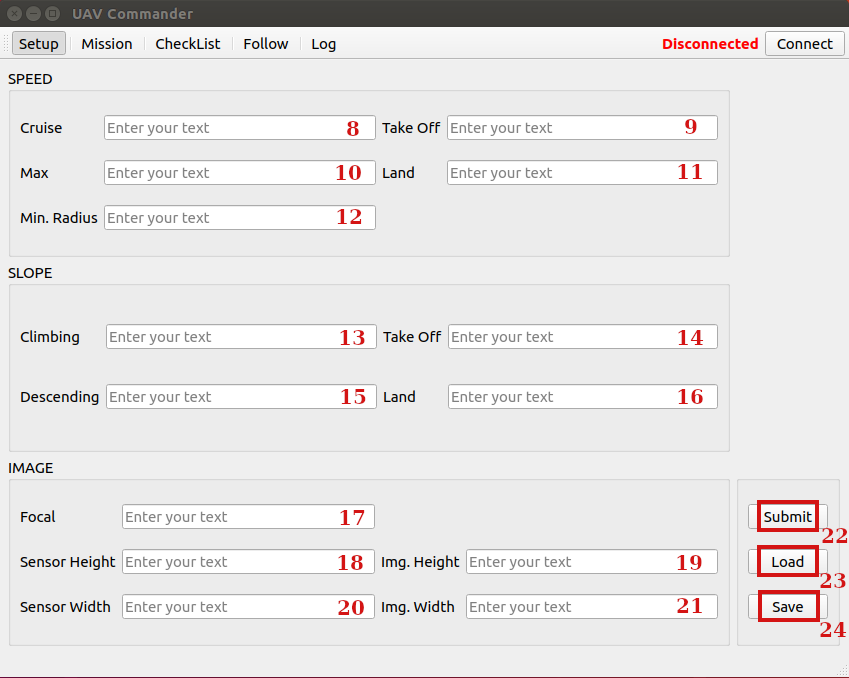 UAV Commander
Setup Mission CheckList Follow Log Disconnected Connect
SPEED
Cruise Enter your text 8 Take Off Enter your text 9
Max Enter your text 10 Land Enter your text 11
Min. Radius Enter your text 12
SLOPE
Climbing Enter your text 13 Take Off Enter your text 14
Descending Enter your text 15 Land Enter your text 16
IMAGE
Focal Enter your text 17 Submit 22
Sensor Height Enter your text 18 Img. Height Enter your text 19 Load 23
Sensor Width Enter your text 20 Img. Width Enter your text 21 Save 24